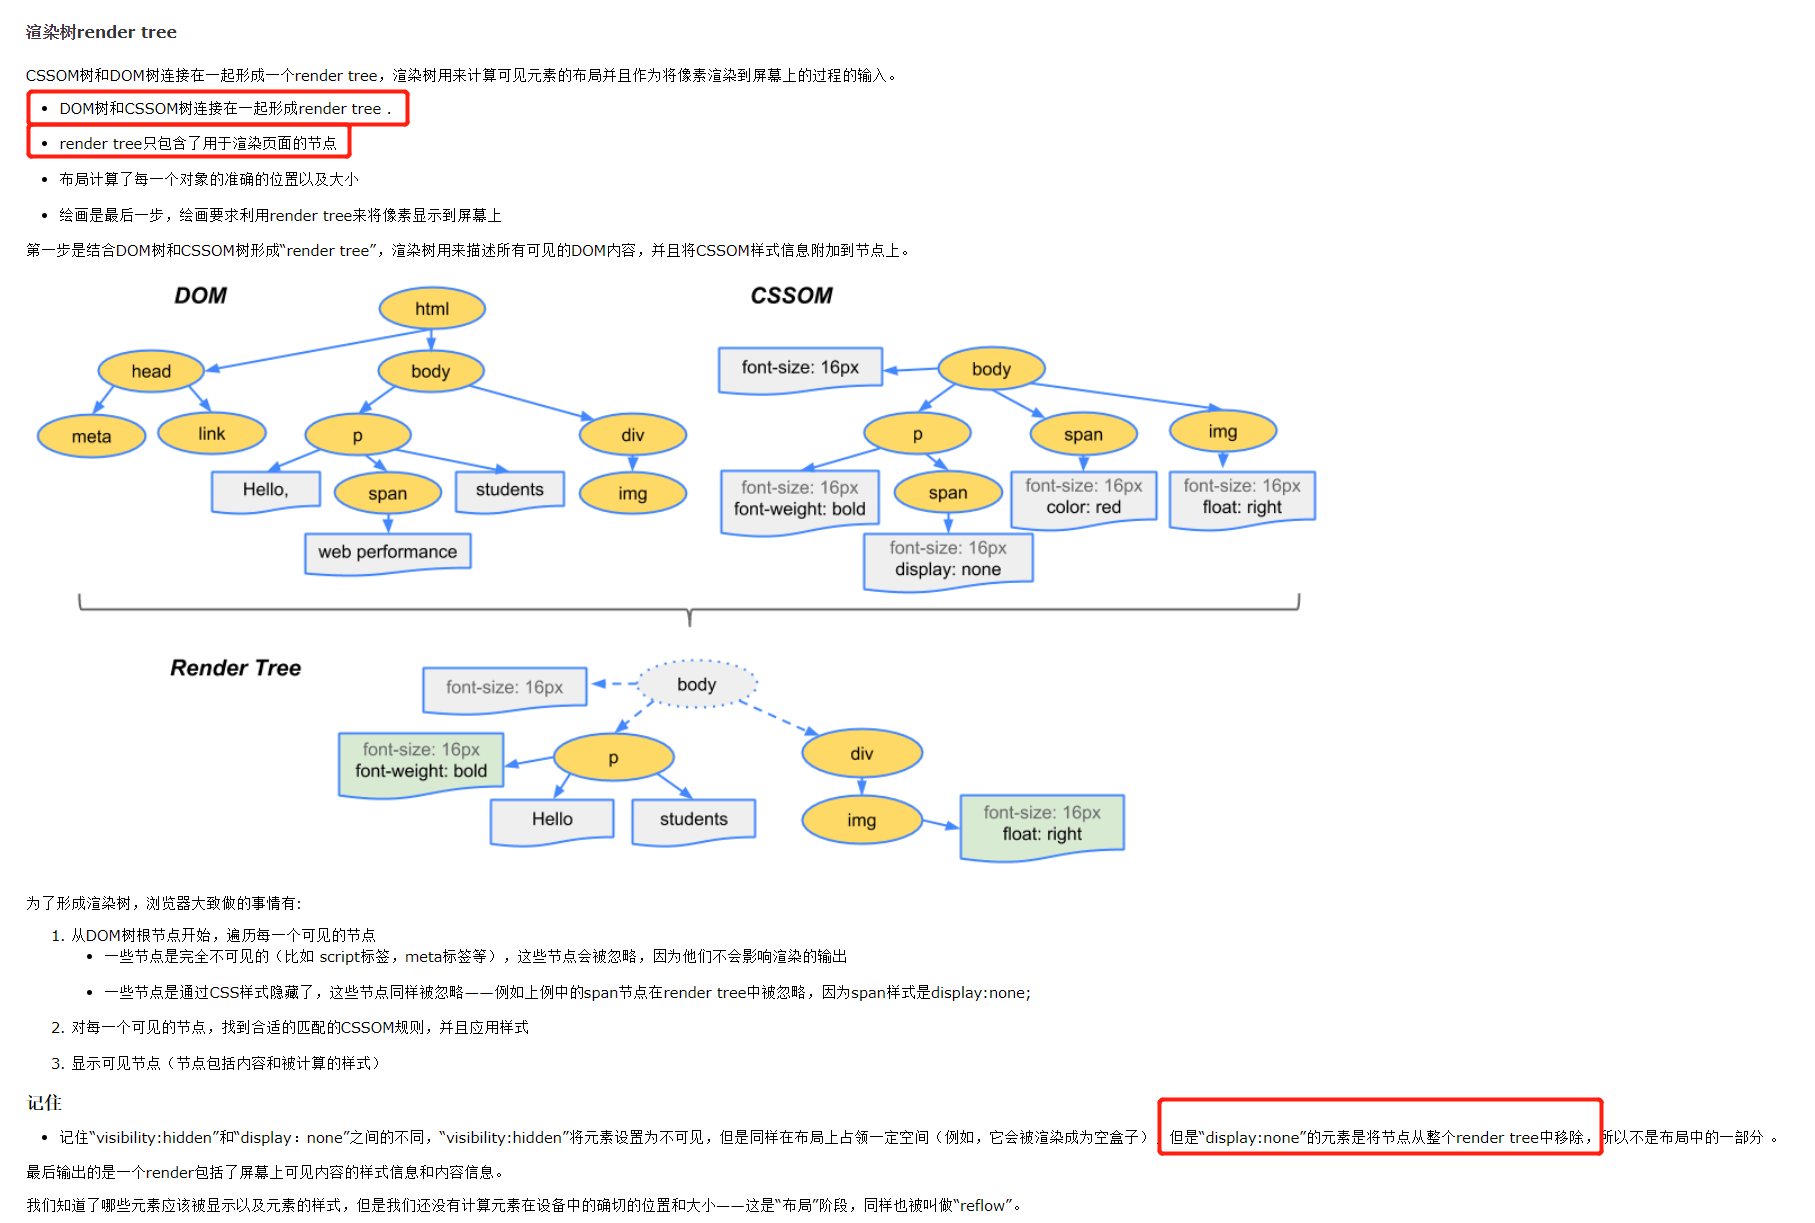 渲染树render tree
CSSOM树和DOM树连接在一起形成一个render tree，渲染树用来计算可见元素的布局并且作为将像素渲染到屏幕上的过程的输入。
• DOM树和CSSOM树连接在一起形成render tree .
• render tree只包含了用于渲染页面的节点
• 布局计算了每一个对象的准确的位置以及大小
• 绘画是最后一步，绘画要求利用render tree来将像素显示到屏幕上
第一步是结合DOM树和CSSOM树形成“render tree”，渲染树用来描述所有可见的DOM内容，并且将CSSOM样式信息附加到节点上。
DOM
html
head
body
meta
link
p
div
Hello,
span
students
img
web performance
CSSOM
font-size: 16px
body
p
span
img
font-size: 16px
font-weight: bold
span
font-size: 16px
color: red
font-size: 16px
float: right
font-size: 16px
display: none
Render Tree
font-size: 16px
body
font-size: 16px
font-weight: bold
p
div
Hello
students
img
font-size: 16px
float: right
为了形成渲染树，浏览器大致做的事情有:
1. 从DOM树根节点开始，遍历每一个可见的节点
• 一些节点是完全不可见的（比如 script标签，meta标签等），这些节点会被忽略，因为他们不会影响渲染的输出
• 一些节点是通过CSS样式隐藏了，这些节点同样被忽略——例如上例中的span节点在render tree中被忽略，因为span样式是display:none;
2. 对每一个可见的节点，找到合适的匹配的CSSOM规则，并且应用样式
3. 显示可见节点（节点包括内容和被计算的样式）
记住
• 记住“visibility:hidden”和“display：none”之间的不同，“visibility:hidden”将元素设置为不可见，但是同样在布局上占领一定空间（例如，它会被渲染成为空盒子），但是“display:none”的元素是将节点从整个render tree中移除，所以不是布局中的一部分 。
最后输出的是一个render包括了屏幕上可见内容的样式信息和内容信息。
我们知道了哪些元素应该被显示以及元素的样式，但是我们还没有计算元素在设备中的确切的位置和大小——这是“布局”阶段，同样也被叫做“reflow”。